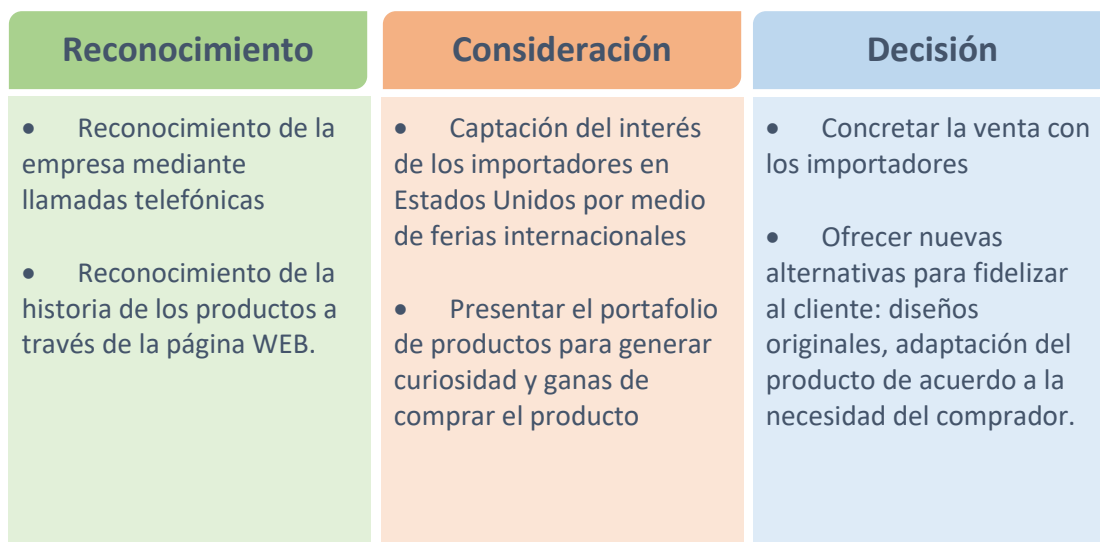 Reconocimiento
• Reconocimiento de la
empresa mediante
llamadas telefónicas
• Reconocimiento de la
historia de los productos a
través de la página WEB.
Consideración
• Captación del interés
de los importadores en
Estados Unidos por medio
de ferias internacionales
• Presentar el portafolio
de productos para generar
curiosidad y ganas de
comprar el producto
Decisión
• Concretar la venta con
los importadores
• Ofrecer nuevas
alternativas para fidelizar
al cliente: diseños
originales, adaptación del
producto de acuerdo a la
necesidad del comprador.